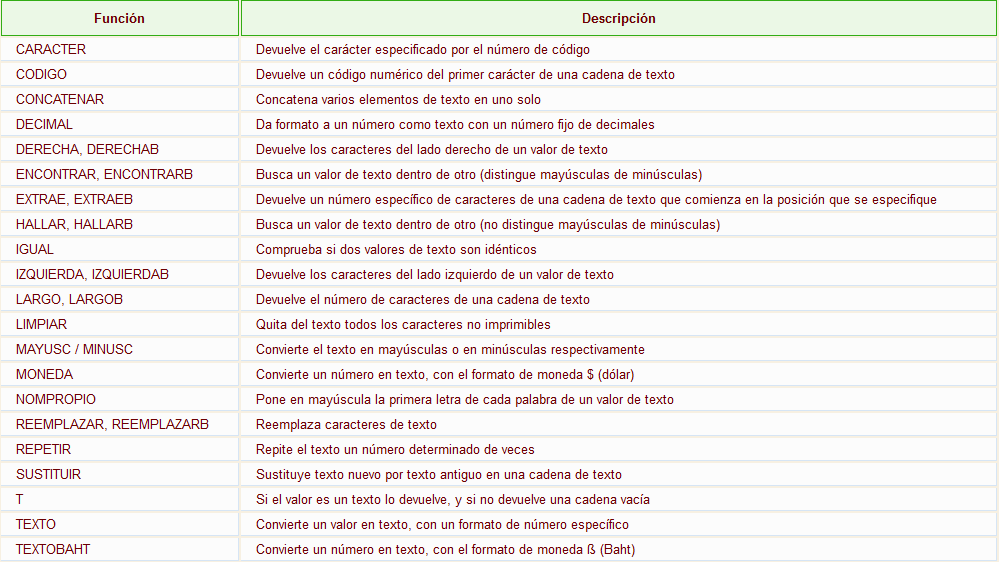 Función Descripción
CARACTER Devuelve el carácter especificado por el número de código
CODIGO Devuelve un código numérico del primer carácter de una cadena de texto
CONCATENAR Concatena varios elementos de texto en uno solo
DECIMAL Da formato a un número como texto con un número fijo de decimales
DERECHA, DERECHAB Devuelve los caracteres del lado derecho de un valor de texto
ENCONTRAR, ENCONTRARB Busca un valor de texto dentro de otro (distingue mayúsculas de minúsculas)
EXTRAE, EXTRAEB Devuelve un número específico de caracteres de una cadena de texto que comienza en la posición que se especifique
HALLAR, HALLARB Busca un valor de texto dentro de otro (no distingue mayúsculas de minúsculas)
IGUAL Comprueba si dos valores de texto son idénticos
IZQUIERDA, IZQUIERDAB Devuelve los caracteres del lado izquierdo de un valor de texto
LARGO, LARGOB Devuelve el número de caracteres de una cadena de texto
LIMPIAR Quita del texto todos los caracteres no imprimibles
MAYUSC / MINUSC Convierte el texto en mayúsculas o en minúsculas respectivamente
MONEDA Convierte un número en texto, con el formato de moneda $ (dólar)
NOMPROPIO Pone en mayúscula la primera letra de cada palabra de un valor de texto
REEMPLAZAR, REEMPLAZARB Reemplaza caracteres de texto
REPETIR Repite el texto un número determinado de veces
SUSTITUIR Sustituye texto nuevo por texto antiguo en una cadena de texto
T Si el valor es un texto lo devuelve, y si no devuelve una cadena vacía
TEXTO Convierte un valor en texto, con un formato de número específico
TEXTOBAHT Convierte un número en texto, con el formato de moneda ß (Baht)